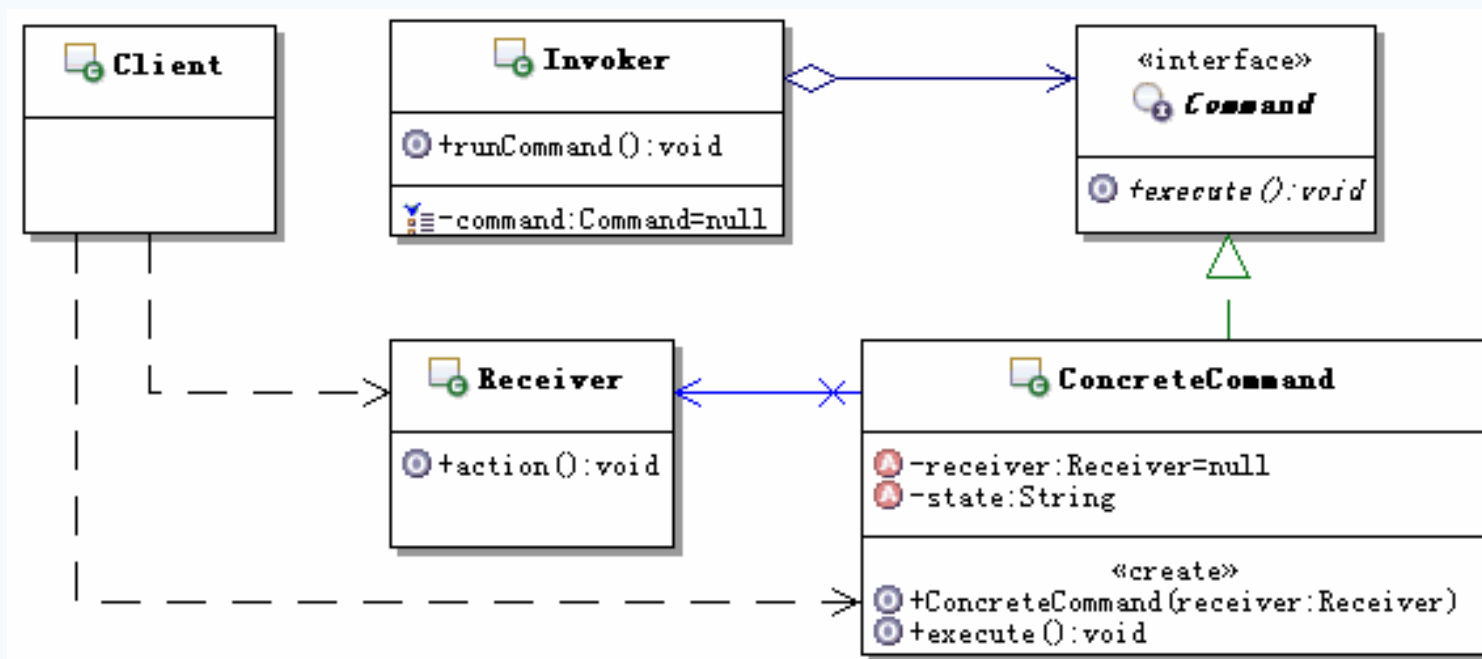 Client
Invoker
+runCommand():void
-command:Command=null
«interface»
Command
+execute():void
Receiver
+action():void
ConcreteCommand
-receiver:Receiver=null
-state:String
«create»
+ConcreteCommand(receiver:Receiver)
+execute():void